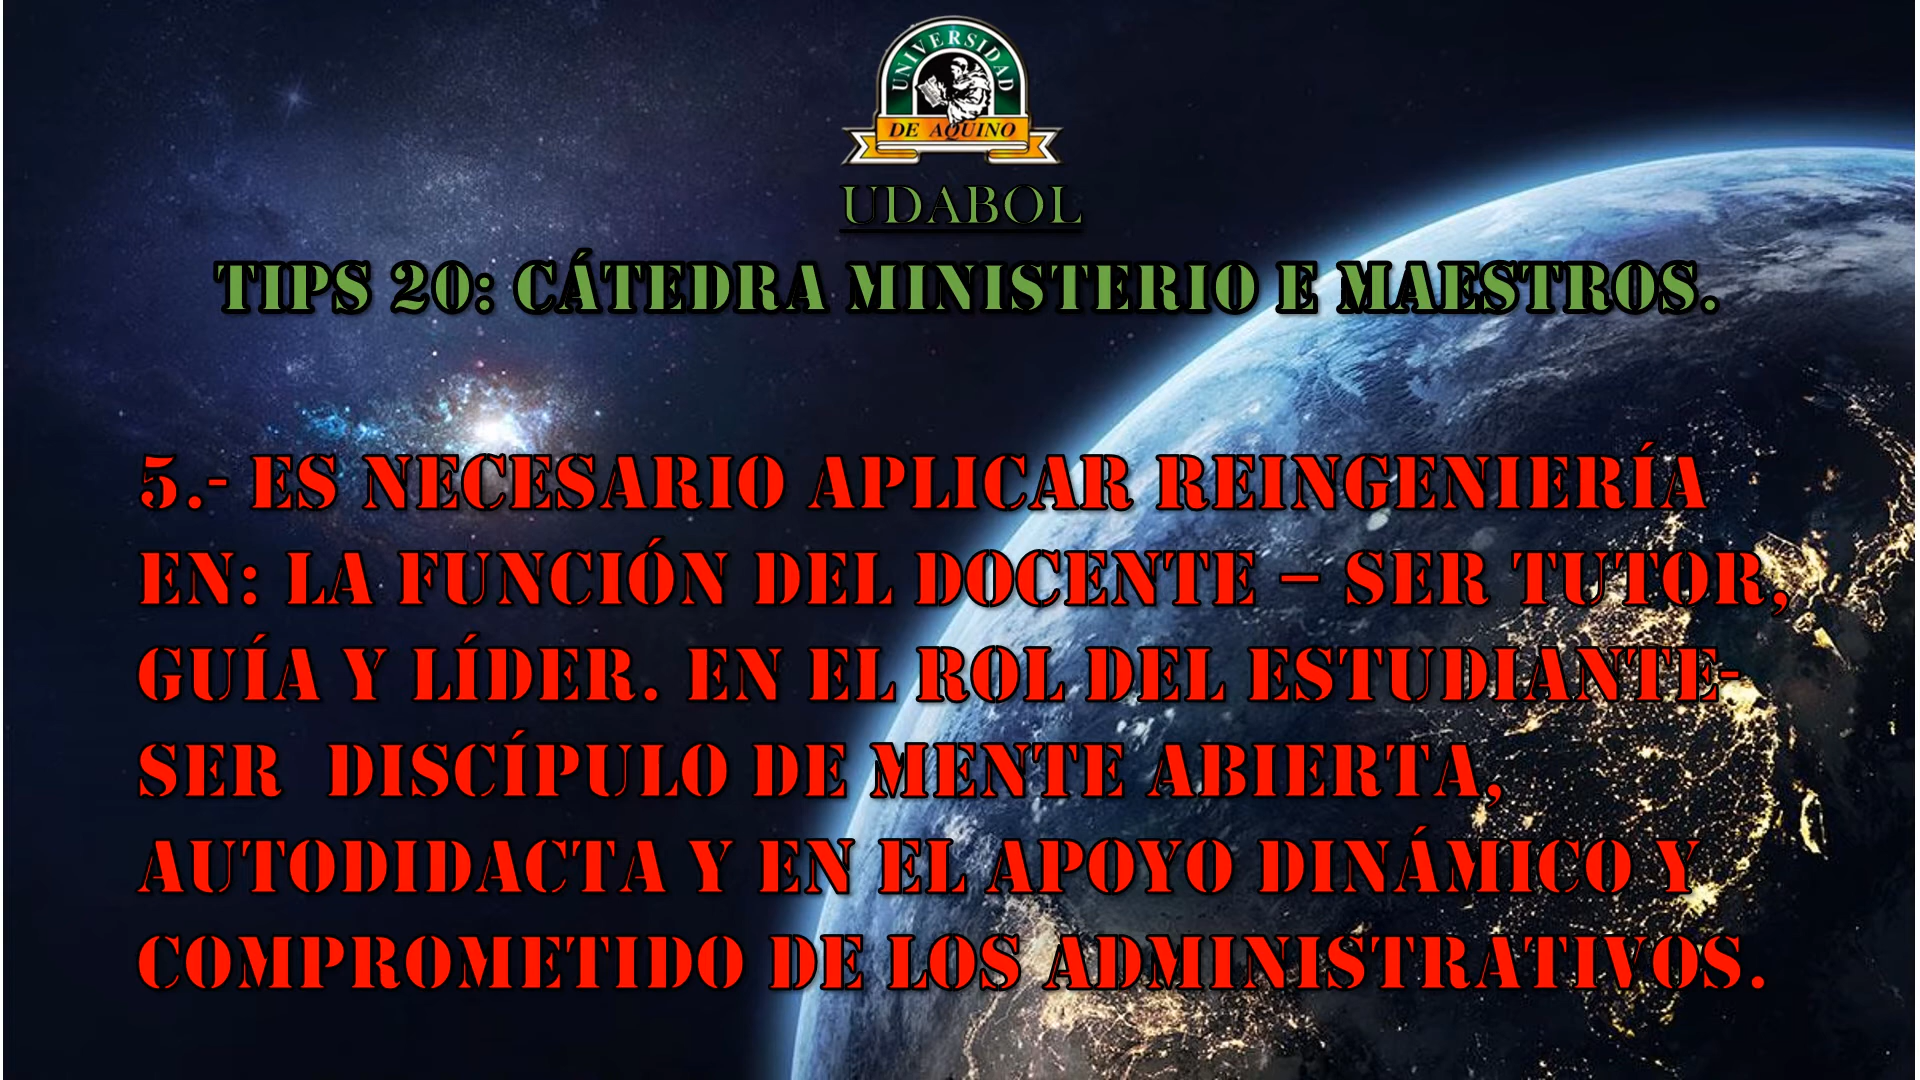 UNIVERSIDAD
DE AQUINO
UDABOL
TIPS 20: CÁTEDRA MINISTERIO E MAESTROS.
5.- ES NECESARIO APLICAR REINGENIERÍA
EN: LA FUNCIÓN DEL DOCENTE – SER TUTOR,
GUÍA Y LÍDER. EN EL ROL DEL ESTUDIANTE-
SER DISCÍPULO DE MENTE ABIERTA,
AUTODIDACTA Y EN EL APOYO DINÁMICO Y
COMPROMETIDO DE LOS ADMINISTRATIVOS.